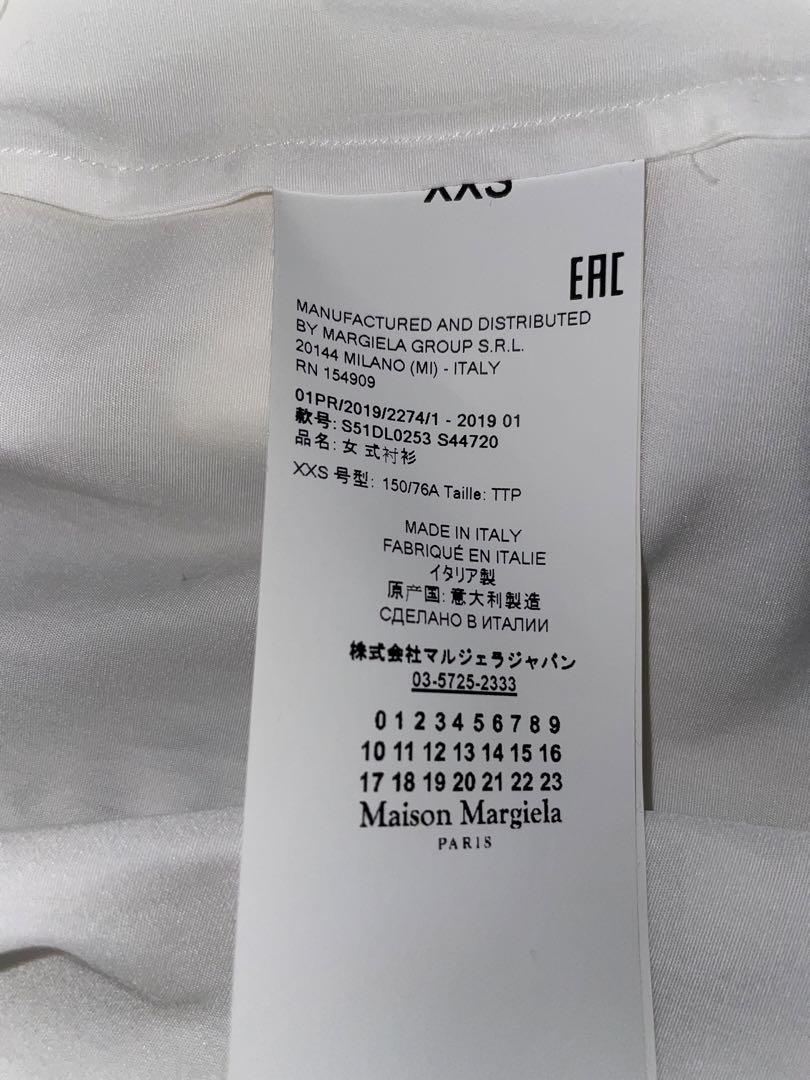 XXS
EAC
MANUFACTURED AND DISTRIBUTED
BY MARGIELA GROUP S.R.L.
20144 MILANO (MI) - ITALY
RN 154909
01PR/2019/2274/1 - 2019 01
款号: S51DL0253 S44720
品名: 女 式衬衫
XXS 号型: 150/76A Taille: TTP
MADE IN ITALY
FABRIQUÉ EN ITALIE
イタリア製
原产国: 意大利製造
СДЕЛАНО В ИТАЛИИ
株式会社マルジェラジャパン
03-5725-2333
0 1 2 3 4 5 6 7 8 9
10 11 12 13 14 15 16
17 18 19 20 21 22 23
Maison Margiela
PARIS